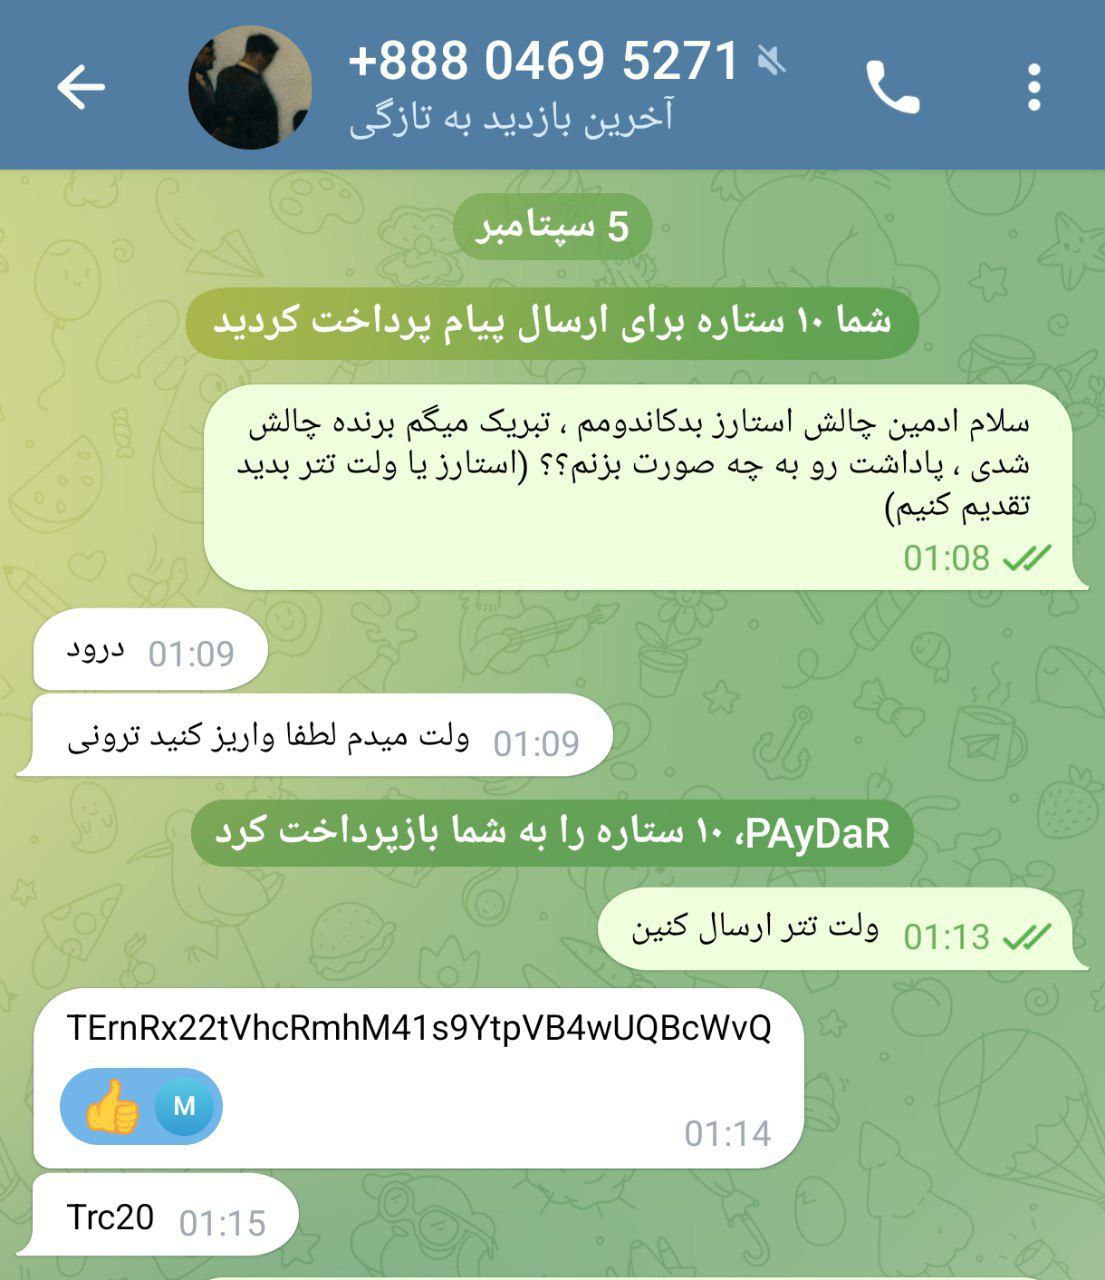 +888 0469 5271
آخرین بازدید به تازگی
5 سپتامبر
شما ۱۰ ستاره برای ارسال پیام پرداخت کردید
سلام ادمین چالش استارز بدکاندومم ، تبریک میگم برنده چالش
شدی ، پاداشت رو به چه صورت بزنم؟؟ (استارز یا ولت تتر بدید
تقدیم کنیم)
01:08
درود 01:09
ولت میدم لطفا واریز کنید ترونی 01:09
PAyDaR، ۱۰ ستاره را به شما بازپرداخت کرد
ولت تتر ارسال کنین 01:13
TErnRx22tVhcRmhM41s9YtpVB4wUQBcWvQ
M
01:14
Trc20 01:15